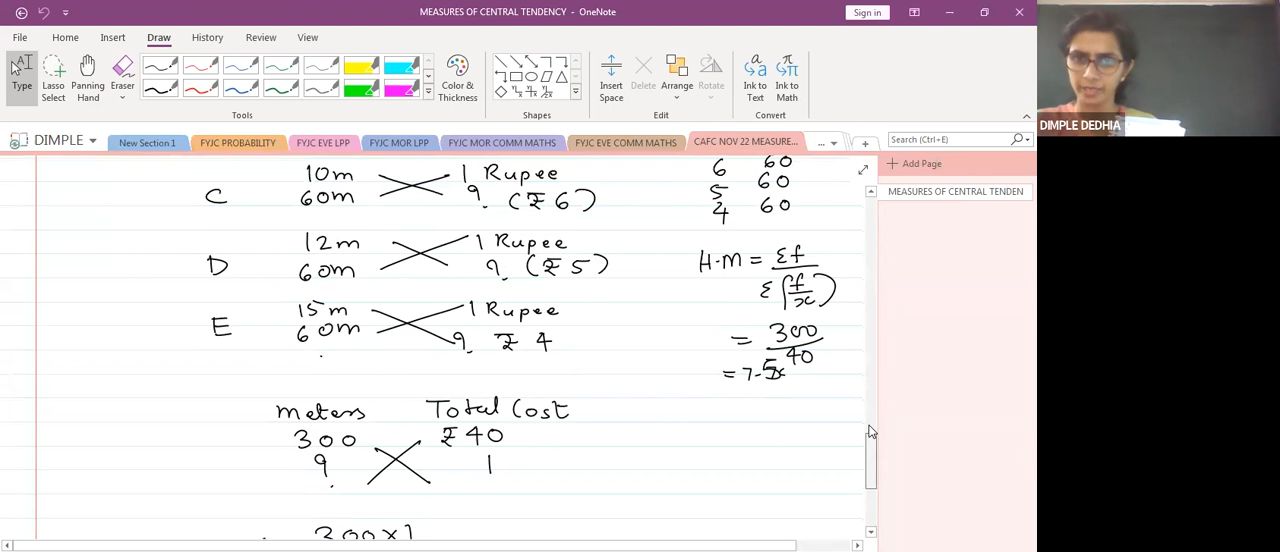 MEASURES OF CENTRAL TENDENCY - OneNote
Sign in
File Home Insert Draw History Review View
Type
Lasso Select
Panning Hand
Eraser
Color & Thickness
Insert Space
Delete
Arrange
Rotate
Ink to Text
Ink to Math
Tools
Shapes
Edit
Convert
DIMPLE
New Section 1
FYJC PROBABILITY
FYJC EVE LPP
FYJC MOR LPP
FYJC MOR COMM MATHS
FYJC EVE COMM MATHS
CAFC NOV 22 MEASURE...
Search (Ctrl+E)
Add Page
MEASURES OF CENTRAL TENDEN
DIMPLE DEDHIA
C
10m 1 Rupee
60m ? (₹ 6)
D
12m 1 Rupee
60m ? (₹ 5)
E
15m 1 Rupee
60m ? ₹ 4
meters Total Cost
300 ₹ 40
? 1
300×1
6 60
5 60
4 60
H.M = Σf
Σ(f/x)
= 300
40
= 7.5